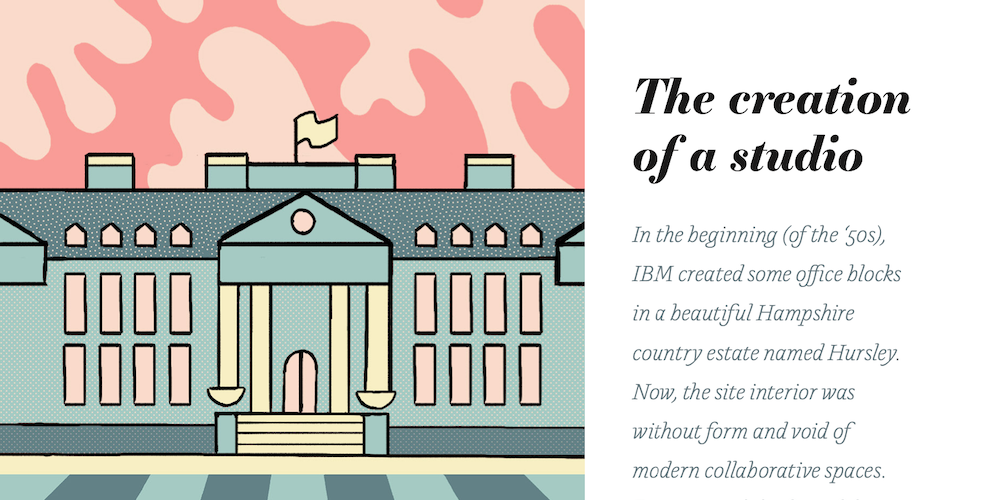 The creation
of a studio
In the beginning (of the ‘50s),
IBM created some office blocks
in a beautiful Hampshire
country estate named Hursley.
Now, the site interior was
without form and void of
modern collaborative spaces.